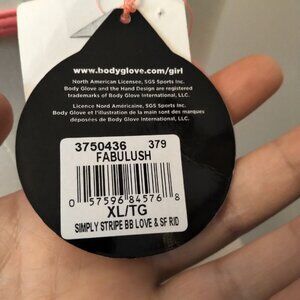 www.bodyglove.com/girl
North American Licensee, SGS Sports Inc.
Body Glove and the Hand Design are registered
trademarks of Body Glove International, LLC.
Licence Nord Américaine, SGS Sports Inc.
Body Glove et l'illustration de la main sont des marques
déposées de Body Glove International, LLC.
3750436 379
FABULUSH
0 57596 84576 8
XL/TG
SIMPLY STRIPE BB LOVE & SF RID